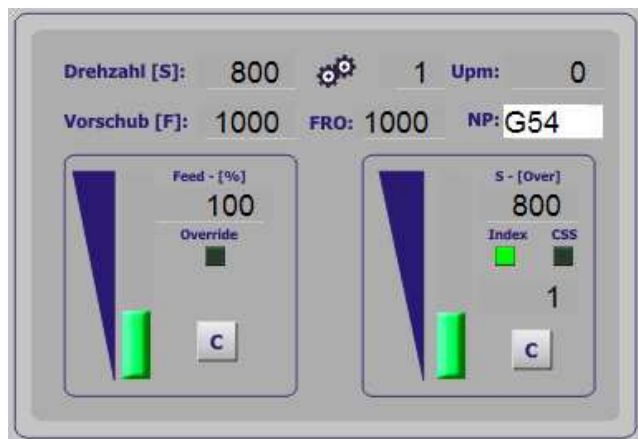 Drehzahl [S]: 800 1 Upm: 0
Vorschub [F]: 1000 FRO: 1000 NP: G54
Feed - [%]
100
Override
C
S - [Over]
800
Index CSS
1
C